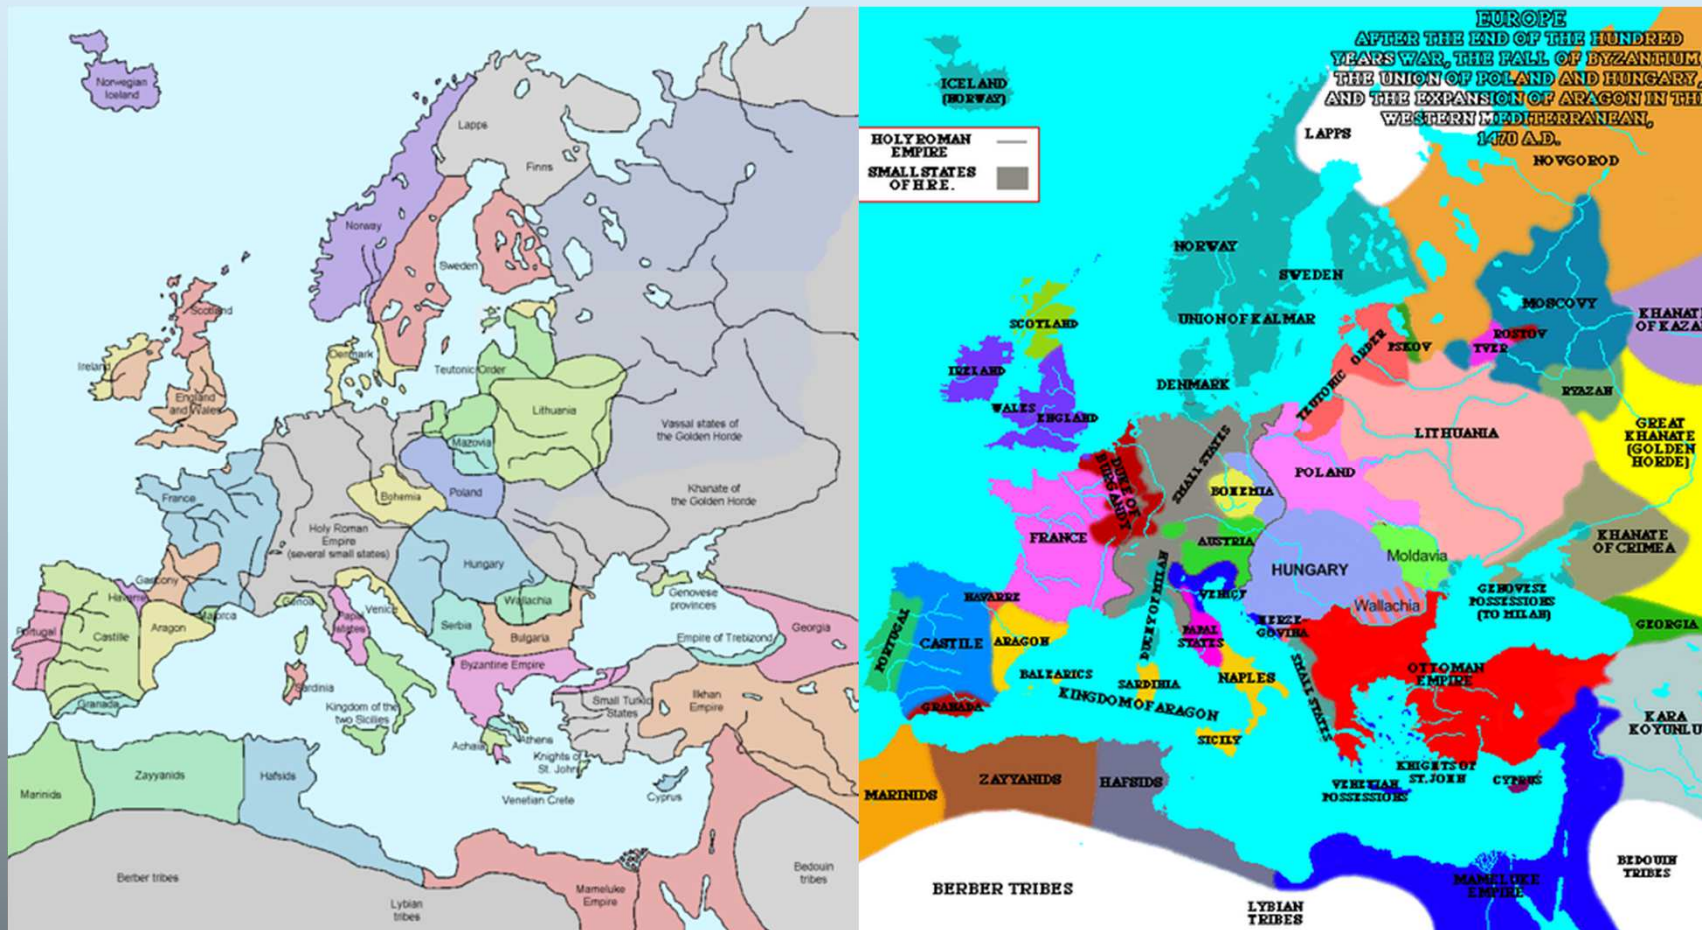 Norwegian
Iceland
Lapps
Finns
Norway
Sweden
Scotland
Ireland
Denmark
Teutonic Order
England
and Wales
Lithuania
Mazovia
Vassal states of
the Golden Horde
France
Bohemia
Poland
Khanate of
the Golden Horde
Holy Roman
Empire
(several small states)
Hungary
Gascony
Navarre
Genoa
Majorca
Papal
states
Venice
Wallachia
Genovese
provinces
Portugal
Castille
Aragon
Serbia
Bulgaria
Empire of Trebizond
Georgia
Byzantine Empire
Granada
Sardinia
Kingdom of the
two Sicilies
Small Turkic
States
Ilkhan
Empire
Achaia
Athens
Knights of
St. John
Marinids
Zayyanids
Hafsids
Venetian Crete
Cyprus
Berber tribes
Lybian
tribes
Mameluke
Empire
Bedouin
tribes
EUROPE
AFTER THE END OF THE HUNDRED
YEARS WAR, THE FALL OF BYZANTIUM,
THE UNION OF POLAND AND HUNGARY,
AND THE EXPANSION OF ARAGON IN THE
WESTERN MEDITERRANEAN,
1470 A.D.
ICELAND
(NORWAY)
HOLY ROMAN
EMPIRE
SMALL STATES
OF H.R.E.
LAPPS
NOVGOROD
NORWAY
SWEDEN
MOSCOVY
KHANATE
OF KAZA
SCOTLAND
UNION OF KALMAR
ROSTOV
TVER
PSKOV
TEUTONIC ORDER
IRELAND
DENMARK
RYAZAN
WALES
ENGLAND
SMALL STATES
LITHUANIA
GREAT
KHANATE
(GOLDEN
HORDE)
POLAND
DUKE OF
BURGANDY
BOHEMIA
FRANCE
AUSTRIA
HUNGARY
Moldavia
KHANATE
OF CRIMEA
NAVARRE
DUCKY OF MILAN
VENICE
Wallachia
GENOVESE
POSSESSIONS
(TO MILAN)
PORTUGAL
CASTILE
ARAGON
PAPAL
STATES
HERZE-
GOVINA
GEORGIA
BALEARICS
SARDINIA
NAPLES
SMALL STATES
OTTOMAN
EMPIRE
GRANADA
KINGDOM OF ARAGON
SICILY
KARA
KOYUNLU
MARINIDS
ZAYYANIDS
HAFSIDS
VENETIAN
POSSESSIONS
KNIGHTS OF
ST. JOHN
CYPRUS
BERBER TRIBES
LYBIAN
TRIBES
MAMELUKE
EMPIRE
BEDOUIN
TRIBES